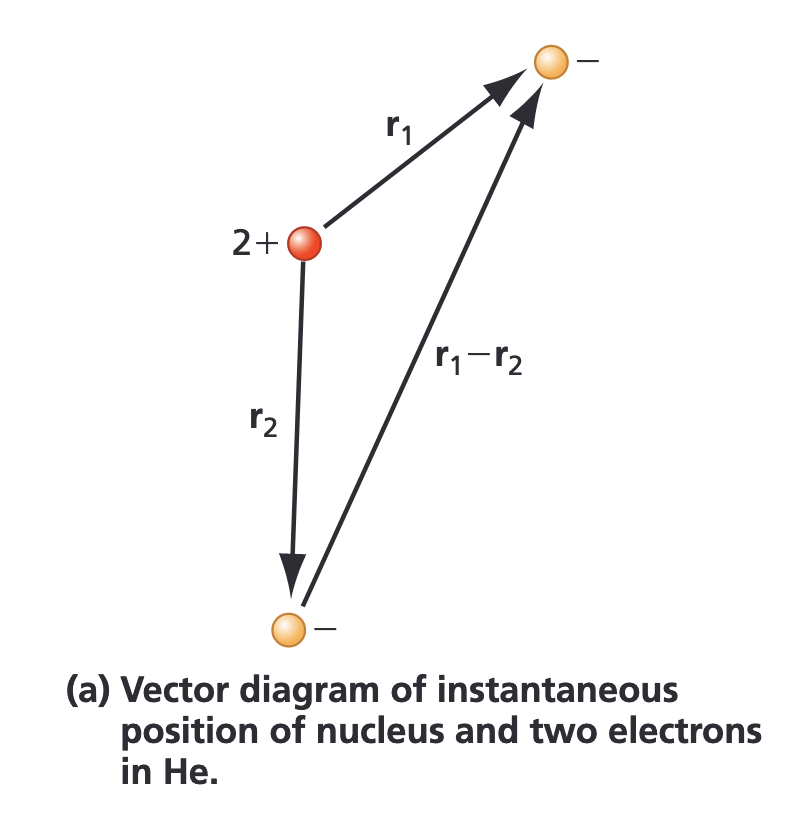 −
r₁
2+
r₁−r₂
r₂
−
(a) Vector diagram of instantaneous
position of nucleus and two electrons
in He.